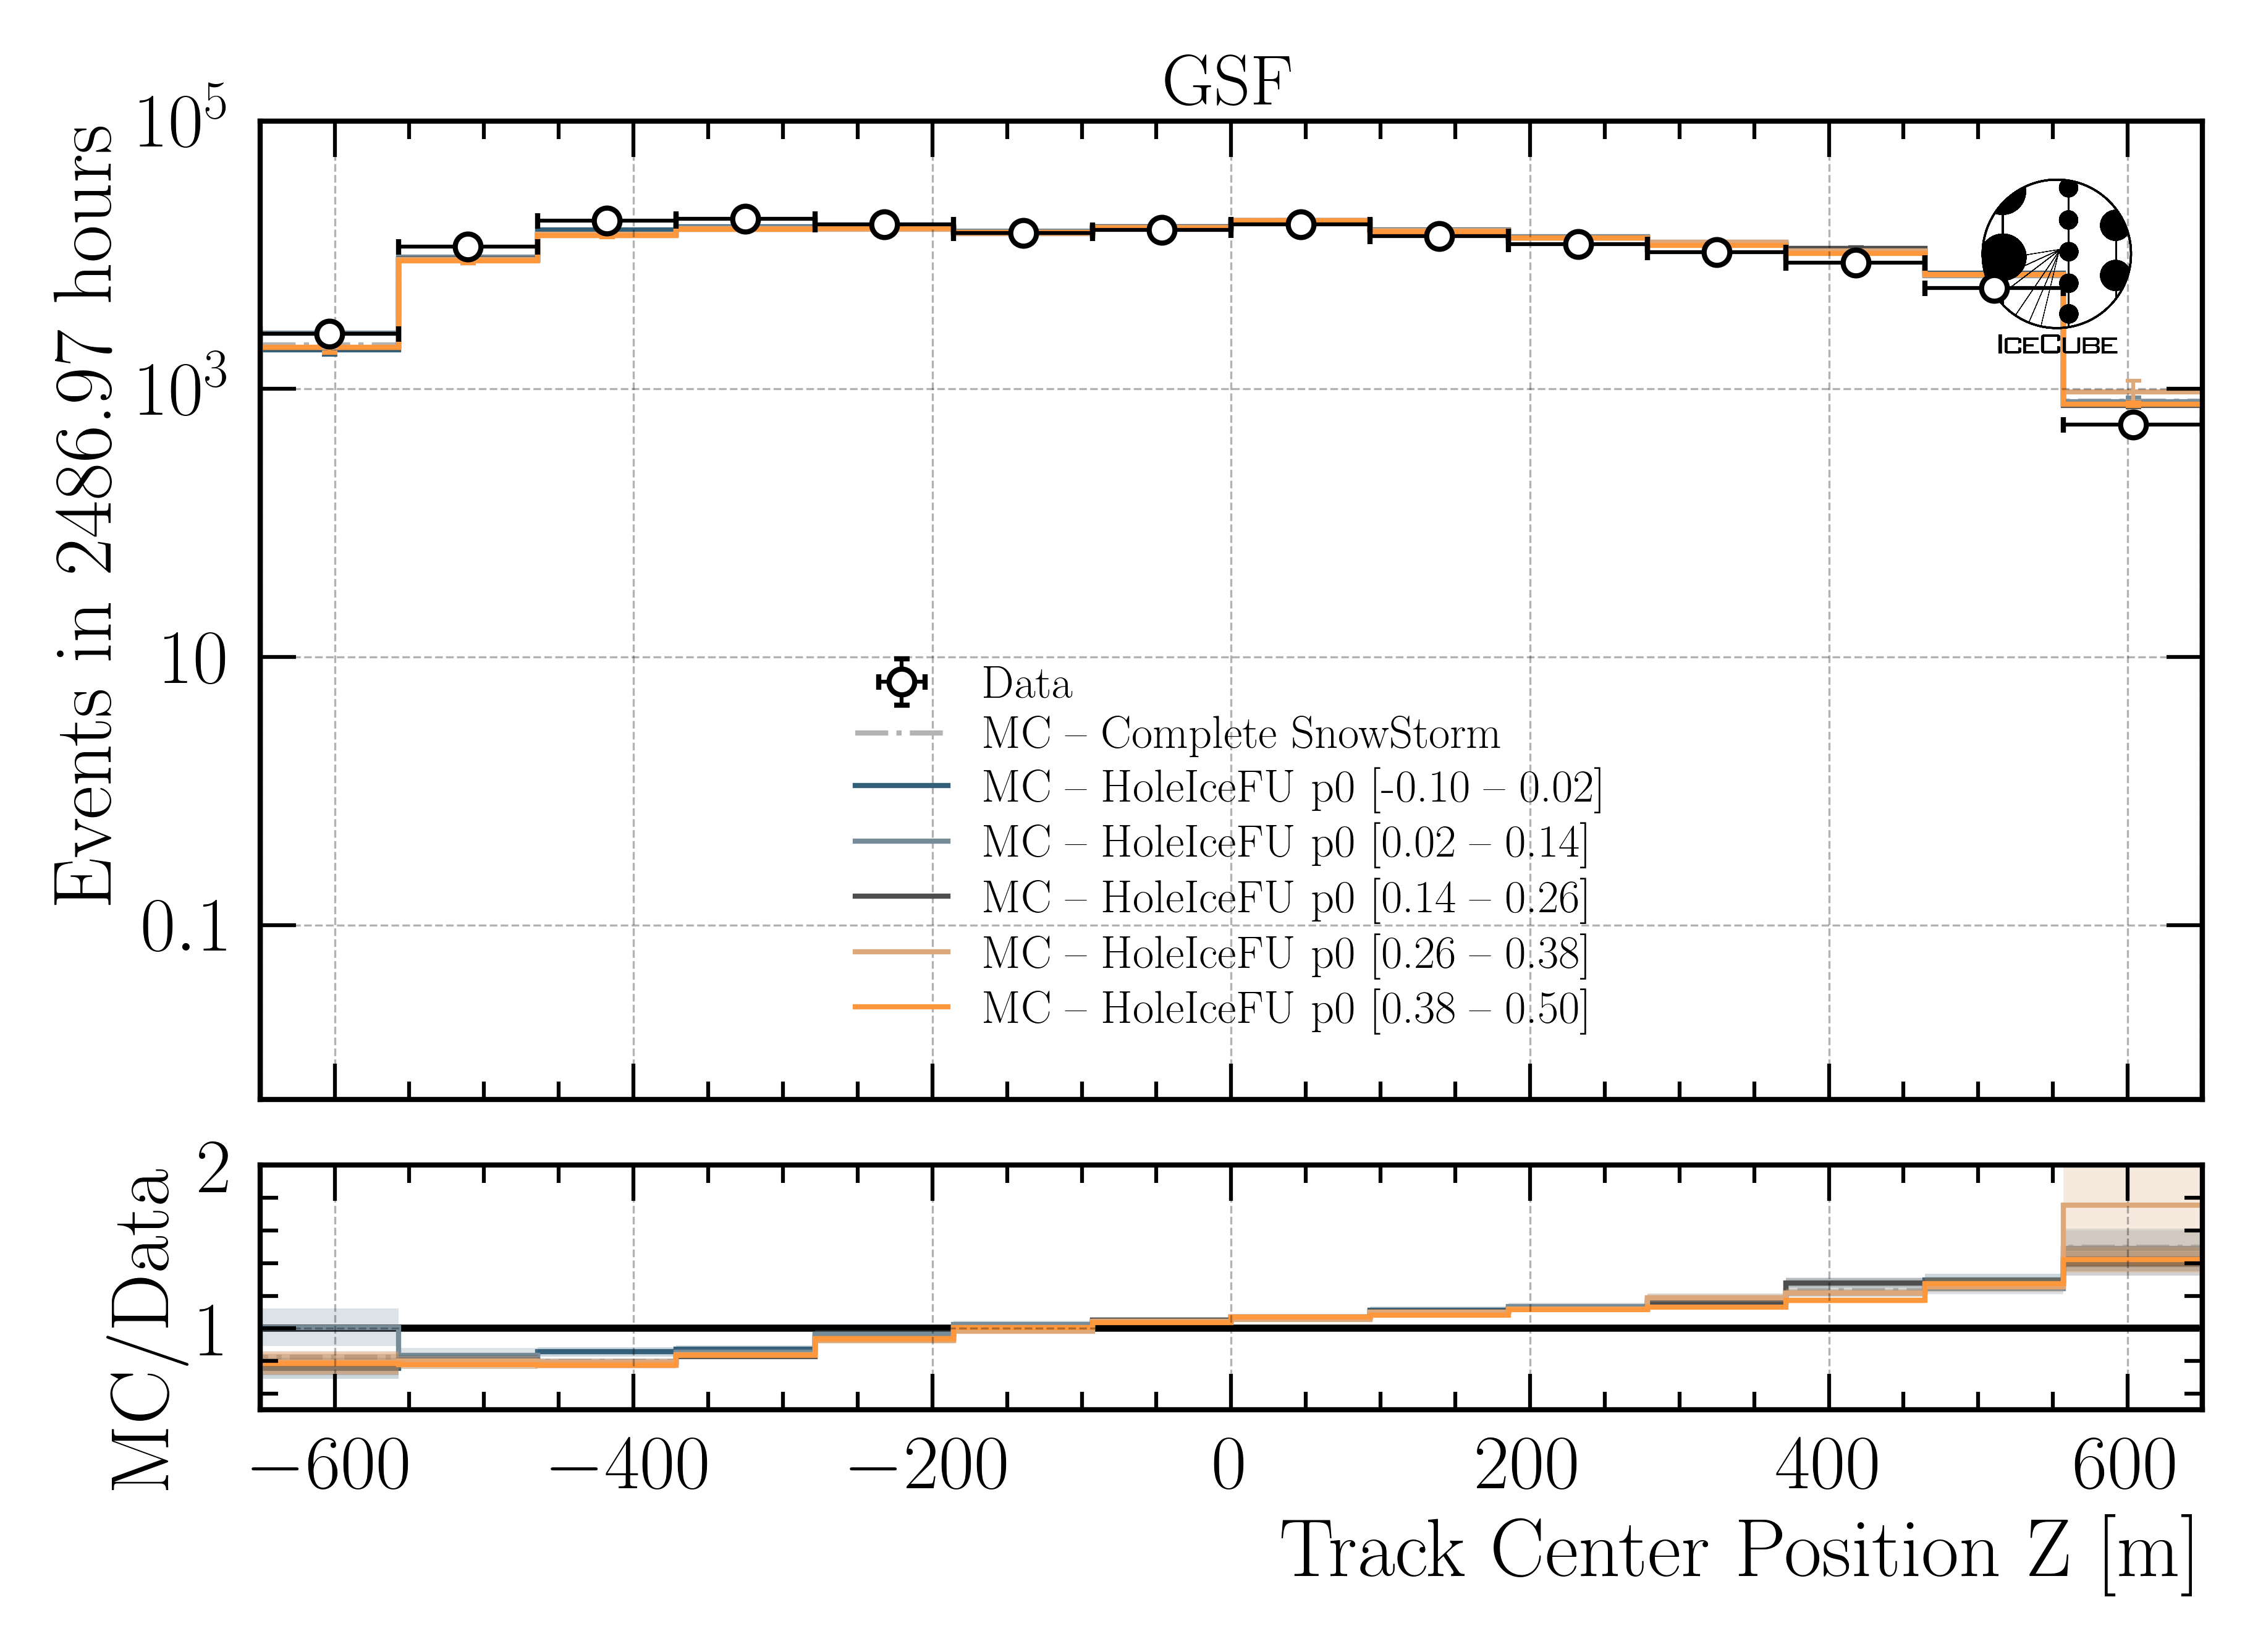 GSF
10^5
10^3
10
0.1
Events in 2486.97 hours
ICECUBE
Data
MC – Complete SnowStorm
MC – HoleIceFU p0 [-0.10 – 0.02]
MC – HoleIceFU p0 [0.02 – 0.14]
MC – HoleIceFU p0 [0.14 – 0.26]
MC – HoleIceFU p0 [0.26 – 0.38]
MC – HoleIceFU p0 [0.38 – 0.50]
2
1
MC/Data
−600 −400 −200 0 200 400 600
Track Center Position Z [m]